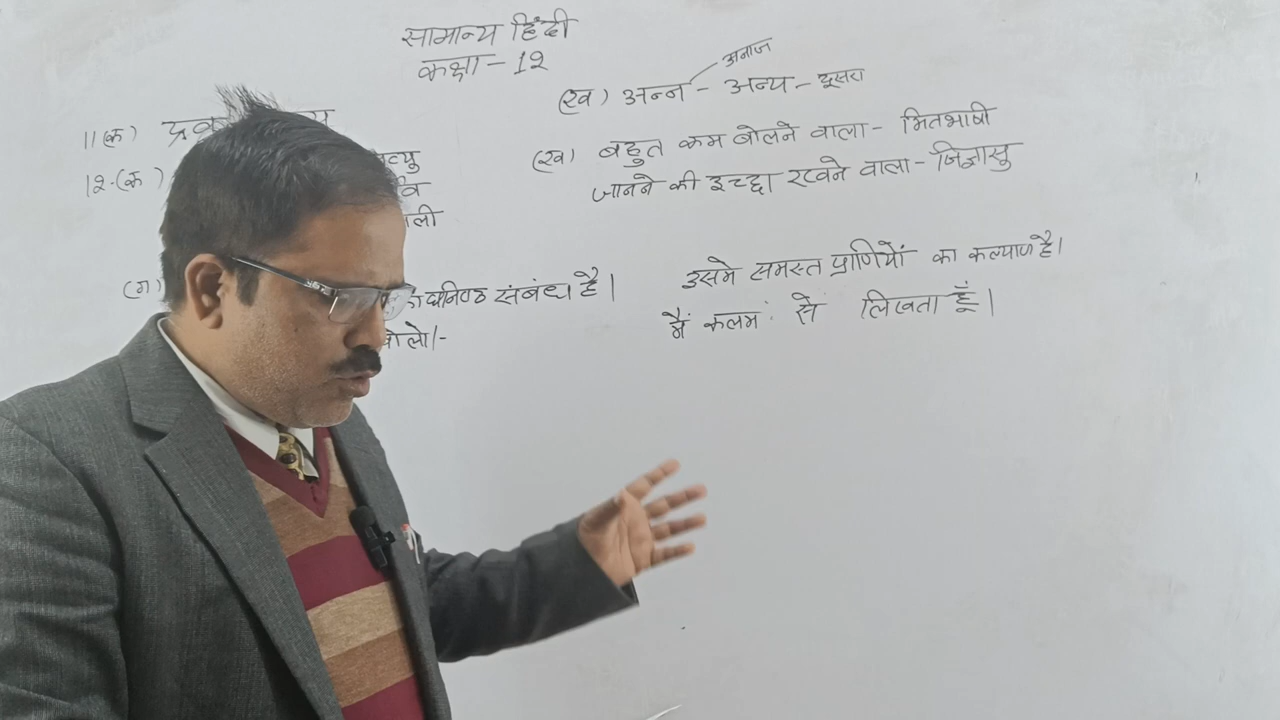 सामान्य हिंदी
कक्षा - 12
(ख) अन्न - अन्य - दूसरा
अनाज
11 (क) द्रव
12. (क)
(ख) बहुत कम बोलने वाला - मितभाषी
जानने की इच्छा रखने वाला - जिज्ञासु
(ग)
घनिष्ठ संबंध है।
उसमे समस्त प्राणियों का कल्याण है।
मैं कलम से लिखता हूँ।